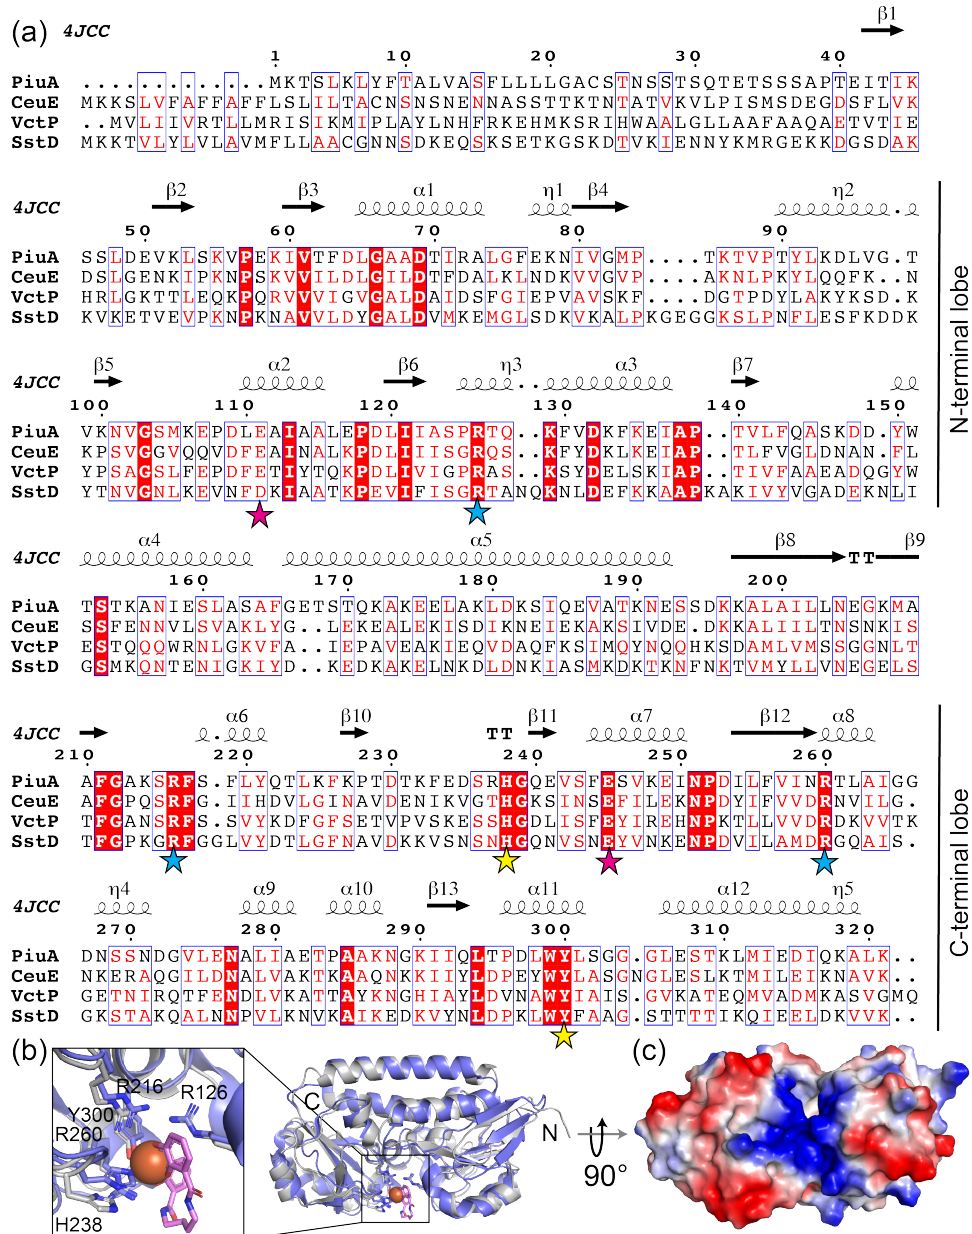 (a) 4JCC β1
1 10 20 30 40
PiuA .............MKTSLKLYFTALVASFLLLLGACSTNSSTSQTETSSSAPTEITIK
CeuE MKKSLVFAFFAFFLSLILTACNSNSNENNASSTTKTNTATVKVLPISMSDEGDSFLVK
VctP ..MVLIIVRTLLMRISIKMIPLAYLNHFRKEHMKSRIHWAALGLLAAFAAQAETVTIE
SstD MKKTVLYLVLAVMFLLAACGNNSDKEQSKSETKGSKDTVKIENNYKMRGEKKDGSDAK
4JCC β2 β3 α1 η1 β4 η2
50 60 70 80 90
PiuA SSLDEVKLSKVPEKIVTFDLGAADTIRALGFEKNIVGMP....TKTVPTYLKDLVG.T
CeuE DSLGENKIPKNPSKVVILDLGILDTFDALKLNDKVVGVP....AKNLPKYLQQFK..N
VctP HRLGKTTLEQKPQRVVVIGVGALDAIDSFGIEPVAVSKF....DGTPDYLAKYKSD.K
SstD KVKETVEVPKNPKNAVVLDYGALDVMKEMGLSDKVKALPKGEGGKSLPNFLESFKDDK
4JCC β5 α2 β6 η3 α3 β7
100 110 120 130 140 150
PiuA VKNVGSMKEPDLEAIAALEPDLIIASPRTQ..KFVDKFKEIAP..TVLFQASKDD.YW
CeuE KPSVGGVQQVDFEAINALKPDLIIISGRQS..KFYDKLKEIAP..TLFVGLDNAN.FL
VctP YPSAGSLFEPDFETIYTQKPDLIVIGPRAS..KSYDELSKIAP..TIVFAAEADQGYW
SstD YTNVGNLKEVNFDKIAATKPEVIFISGRTANQKNLDEFKKAAPKAKIVYVGADEKNLI
N-terminal lobe
4JCC α4 α5 β8 TT β9
160 170 180 190 200
PiuA TSTKANIESLASAFGETSTQKAKEELAKLDKSIQEVATKNESSDKKALAILLNEGKMA
CeuE SSFENNVLSVAKLYG..LEKEALEKISDIKNEIEKAKSIVDE.DKKALIILTNSNKIS
VctP ESTQQQWRNLGKVFA..IEPAVEAKIEQVDAQFKSIMQYNQQHKSDAMLVMSSGGNLT
SstD GSMKQNTENIGKIYD..KEDKAKELNKDLDNKIASMKDKTKNFNKTVMYLLVNEGELS
4JCC α6 β10 TT β11 α7 β12 α8
210 220 230 240 250 260
PiuA AFGAKSRFS.FLYQTLKFKPTDTKFEDSRHGQEVSFESVKEINPDILFVINRTLAIGG
CeuE AFGPQSRFG.IIHDVLGINAVDENIKVGTHGKSINSEFILEKNPDYIFVVDRNVILG.
VctP TFGANSRFS.SVYKDFGFSETVPVSKESSHGDLISFEYIREHNPKTLLVVDRDKVVTK
SstD TFGPKGRFGGLVYDTLGFNAVDKKVSNSNHGQNVSNEYVNKENPDVILAMDRGQAIS.
4JCC η4 α9 α10 β13 α11 α12 η5
270 280 290 300 310 320
PiuA DNSSNDGVLENALIAETPAAKNGKIIQLTPDLWYLSGG.GLESTKLMIEDIQKALK..
CeuE NKERAQGILDNALVAKTKAAQNKKIIYLDPEYWYLASGNGLESLKTMILEIKNAVK..
VctP GETNIRQTFENDLVKATTAYKNGHIAYLDVNAWYIAIS.GVKATEQMVADMKASVGMQ
SstD GKSTAKQALNNPVLKNVKAIKEDKVYNLDPKLWYFAAG.STTTTIKQIEELDKVVK..
C-terminal lobe
(b)
R216
R126
Y300
R260
H238
C
N
90°
(c)